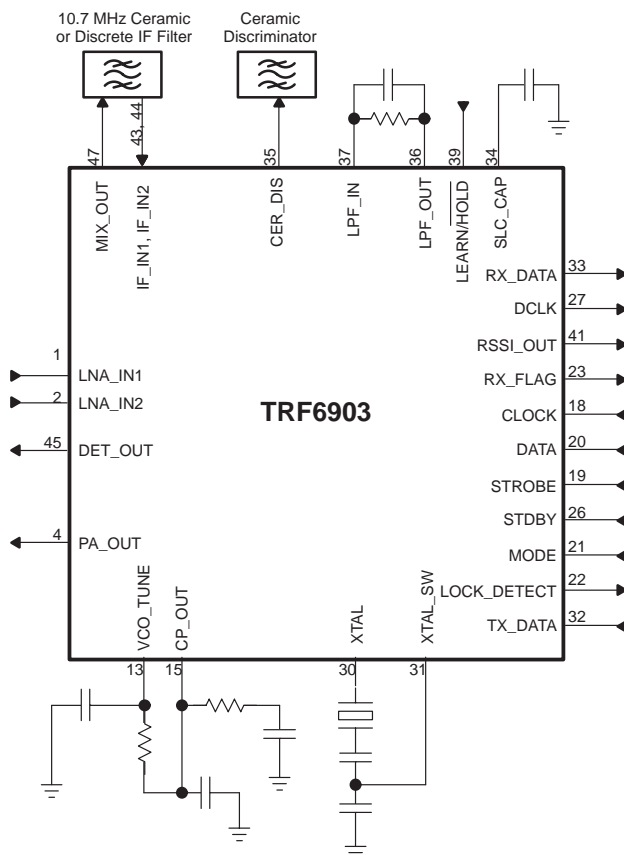 10.7 MHz Ceramic
or Discrete IF Filter
Ceramic
Discriminator
47
43, 44
35
37
36
39
34
MIX_OUT
IF_IN1, IF_IN2
CER_DIS
LPF_IN
LPF_OUT
LEARN/HOLD
SLC_CAP
1
LNA_IN1
2
LNA_IN2
45
DET_OUT
4
PA_OUT
TRF6903
RX_DATA
33
DCLK
27
RSSI_OUT
41
RX_FLAG
23
CLOCK
18
DATA
20
STROBE
19
STDBY
26
MODE
21
LOCK_DETECT
22
TX_DATA
32
VCO_TUNE
CP_OUT
XTAL
XTAL_SW
13
15
30
31